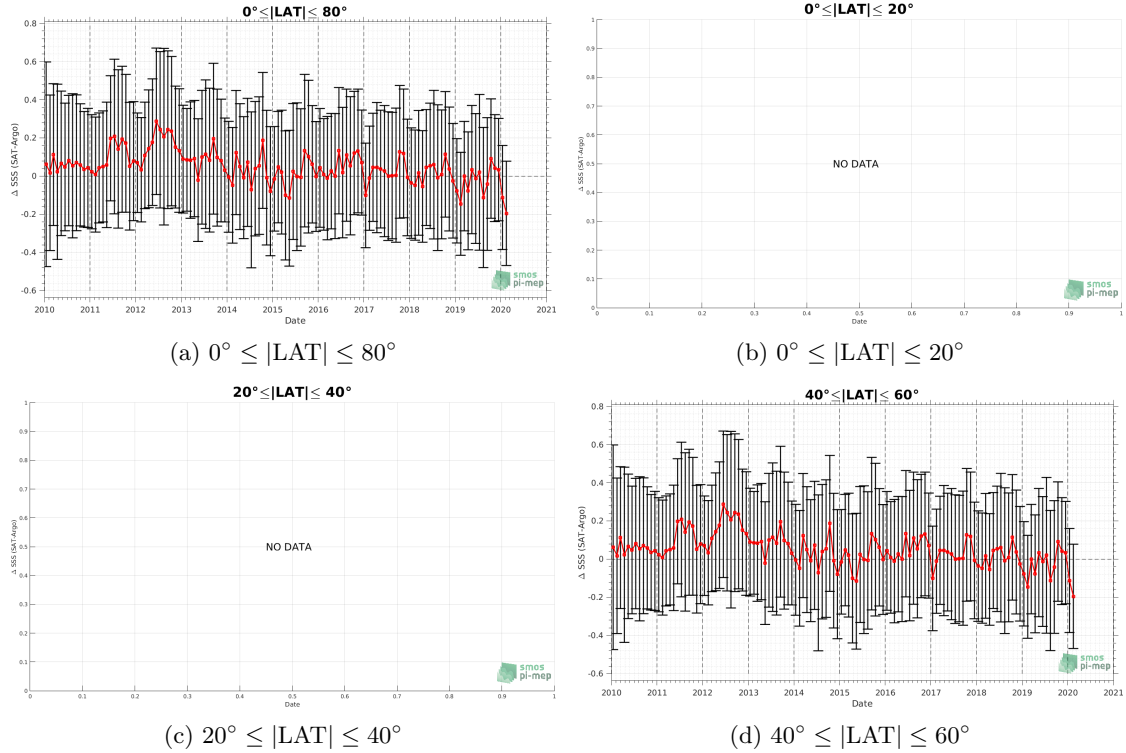 0°≤|LAT|≤ 80°
0.8
0.6
0.4
0.2
0
-0.2
-0.4
-0.6
Δ SSS (SAT-Argo)
2010 2011 2012 2013 2014 2015 2016 2017 2018 2019 2020 2021
Date
smos
pi-mep
(a) 0° ≤ |LAT| ≤ 80°
0°≤|LAT|≤ 20°
1
0.9
0.8
0.7
0.6
0.5
0.4
0.3
0.2
0.1
0
Δ SSS (SAT-Argo)
NO DATA
0 0.1 0.2 0.3 0.4 0.5 0.6 0.7 0.8 0.9 1
Date
smos
pi-mep
(b) 0° ≤ |LAT| ≤ 20°
20°≤|LAT|≤ 40°
1
0.9
0.8
0.7
0.6
0.5
0.4
0.3
0.2
0.1
0
Δ SSS (SAT-Argo)
NO DATA
0 0.1 0.2 0.3 0.4 0.5 0.6 0.7 0.8 0.9 1
Date
smos
pi-mep
(c) 20° ≤ |LAT| ≤ 40°
40°≤|LAT|≤ 60°
0.8
0.6
0.4
0.2
0
-0.2
-0.4
-0.6
Δ SSS (SAT-Argo)
2010 2011 2012 2013 2014 2015 2016 2017 2018 2019 2020 2021
Date
smos
pi-mep
(d) 40° ≤ |LAT| ≤ 60°